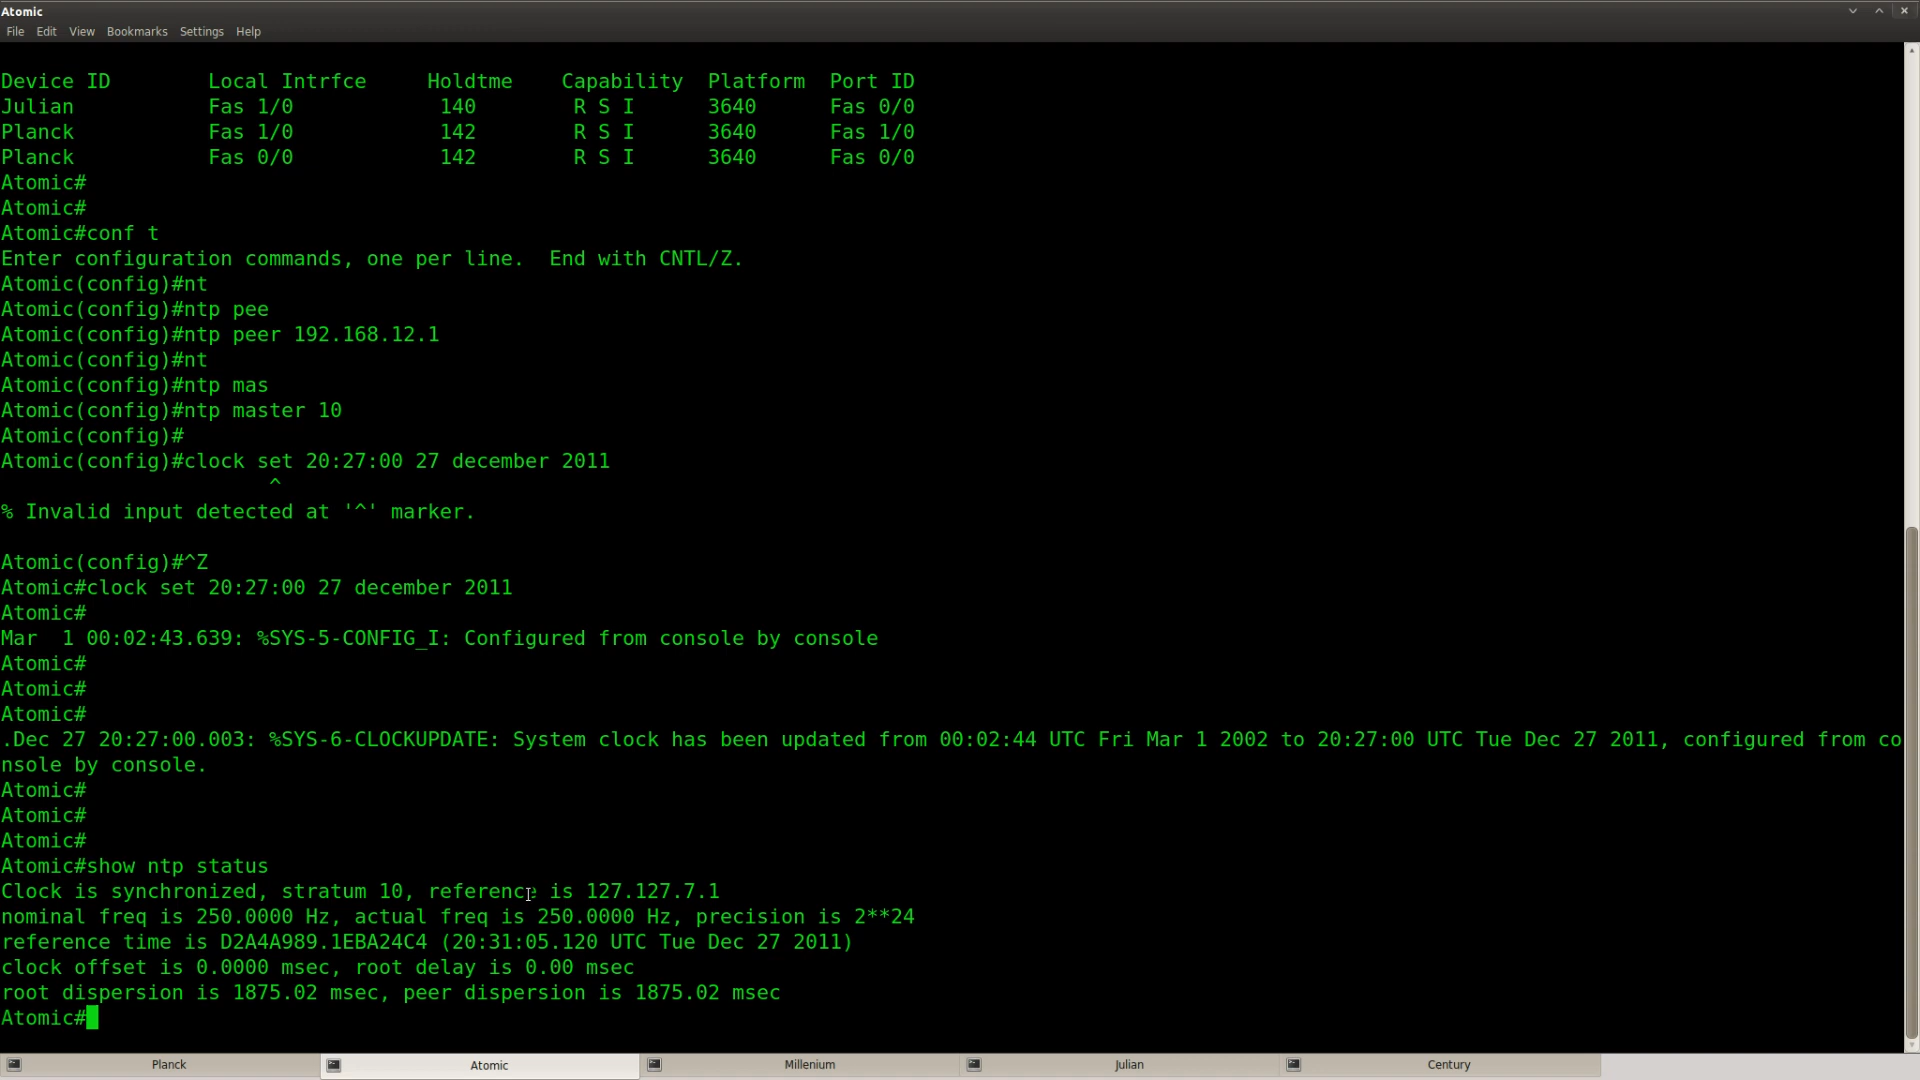 Atomic
File Edit View Bookmarks Settings Help
Device ID Local Intrfce Holdtme Capability Platform Port ID
Julian Fas 1/0 140 R S I 3640 Fas 0/0
Planck Fas 1/0 142 R S I 3640 Fas 1/0
Planck Fas 0/0 142 R S I 3640 Fas 0/0
Atomic#
Atomic#
Atomic#conf t
Enter configuration commands, one per line.  End with CNTL/Z.
Atomic(config)#nt
Atomic(config)#ntp pee
Atomic(config)#ntp peer 192.168.12.1
Atomic(config)#nt
Atomic(config)#ntp mas
Atomic(config)#ntp master 10
Atomic(config)#
Atomic(config)#clock set 20:27:00 27 december 2011
^
% Invalid input detected at '^' marker.
Atomic(config)#^Z
Atomic#clock set 20:27:00 27 december 2011
Atomic#
Mar  1 00:02:43.639: %SYS-5-CONFIG_I: Configured from console by console
Atomic#
Atomic#
Atomic#
.Dec 27 20:27:00.003: %SYS-6-CLOCKUPDATE: System clock has been updated from 00:02:44 UTC Fri Mar 1 2002 to 20:27:00 UTC Tue Dec 27 2011, configured from co
nsole by console.
Atomic#
Atomic#
Atomic#
Atomic#show ntp status
Clock is synchronized, stratum 10, reference is 127.127.7.1
nominal freq is 250.0000 Hz, actual freq is 250.0000 Hz, precision is 2**24
reference time is D2A4A989.1EBA24C4 (20:31:05.120 UTC Tue Dec 27 2011)
clock offset is 0.0000 msec, root delay is 0.00 msec
root dispersion is 1875.02 msec, peer dispersion is 1875.02 msec
Atomic#
Planck Atomic Millenium Julian Century